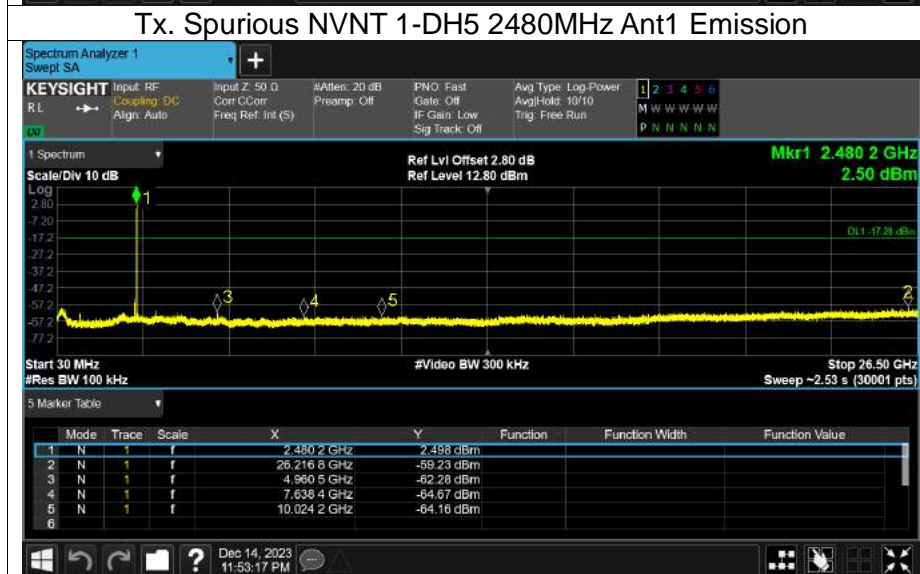 Tx. Spurious NVNT 1-DH5 2480MHz Ant1 Emission
Spectrum Analyzer 1
Swept SA
+
KEYSIGHT Input: RF Input Z: 50 Ω #Atten: 20 dB PNO: Fast Avg Type: Log-Power 1 2 3 4 5 6
RL Coupling: DC Corr CCorr Preamp: Off Gate: Off Avg|Hold: 10/10 M W W W W W
Align: Auto Freq Ref: Int (S) IF Gain: Low Trig: Free Run
Sig Track: Off P N N N N N
1 Spectrum Ref Lvl Offset 2.80 dB Mkr1 2.480 2 GHz
Scale/Div 10 dB Ref Level 12.80 dBm 2.50 dBm
Log
1
2.80
-7.20
-17.2 DL1 -17.28 dBm
-27.2
-37.2
-47.2
-57.2 3 4 5 2
-67.2
-77.2
Start 30 MHz #Video BW 300 kHz Stop 26.50 GHz
#Res BW 100 kHz Sweep ~2.53 s (30001 pts)
5 Marker Table
Mode Trace Scale X Y Function Function Width Function Value
1 N 1 f 2.480 2 GHz 2.498 dBm
2 N 1 f 26.216 8 GHz -59.23 dBm
3 N 1 f 4.960 5 GHz -62.28 dBm
4 N 1 f 7.638 4 GHz -64.67 dBm
5 N 1 f 10.024 2 GHz -64.16 dBm
6
? Dec 14, 2023
11:53:17 PM